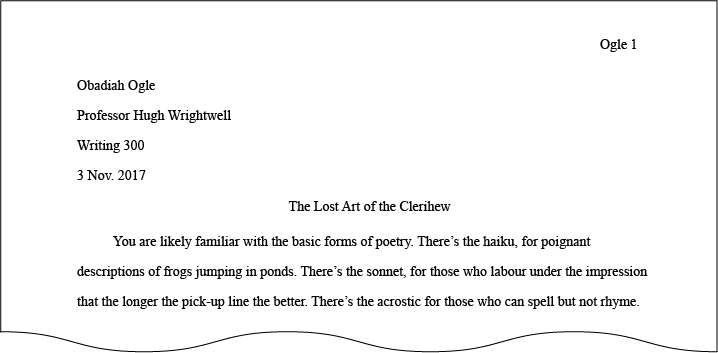 Ogle 1
Obadiah Ogle
Professor Hugh Wrightwell
Writing 300
3 Nov. 2017
The Lost Art of the Clerihew
You are likely familiar with the basic forms of poetry. There’s the haiku, for poignant
descriptions of frogs jumping in ponds. There’s the sonnet, for those who labour under the impression
that the longer the pick-up line the better. There’s the acrostic for those who can spell but not rhyme.